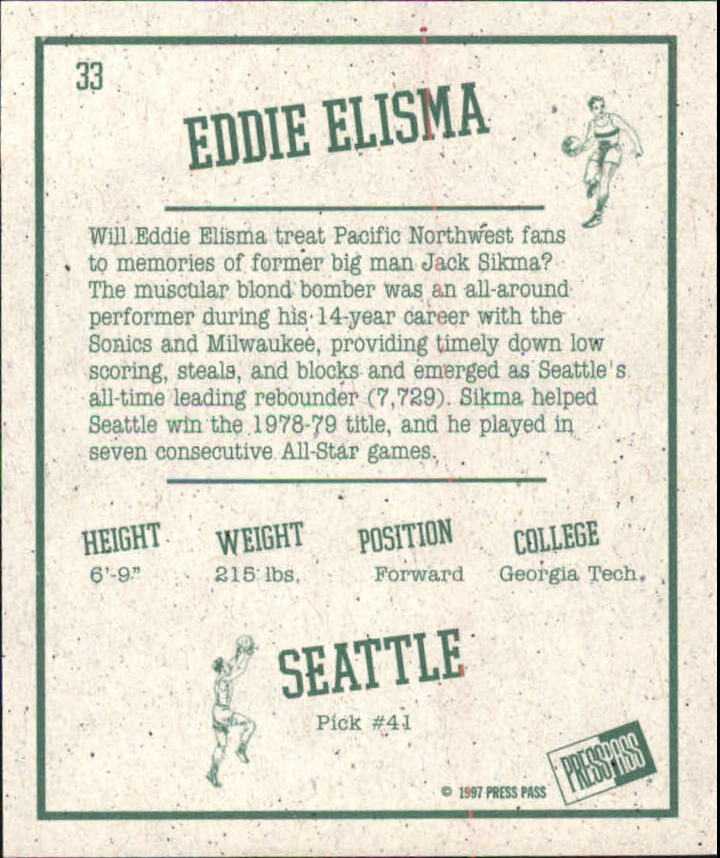 33
EDDIE ELISMA
Will Eddie Elisma treat Pacific Northwest fans
to memories of former big man Jack Sikma?
The muscular blond bomber was an all-around
performer during his 14-year career with the
Sonics and Milwaukee, providing timely down low
scoring, steals, and blocks and emerged as Seattle's
all-time leading rebounder (7,729). Sikma helped
Seattle win the 1978-79 title, and he played in
seven consecutive All-Star games.
HEIGHT WEIGHT POSITION COLLEGE
6'-9" 215 lbs. Forward Georgia Tech
SEATTLE
Pick #41
PRESS PASS
© 1997 PRESS PASS